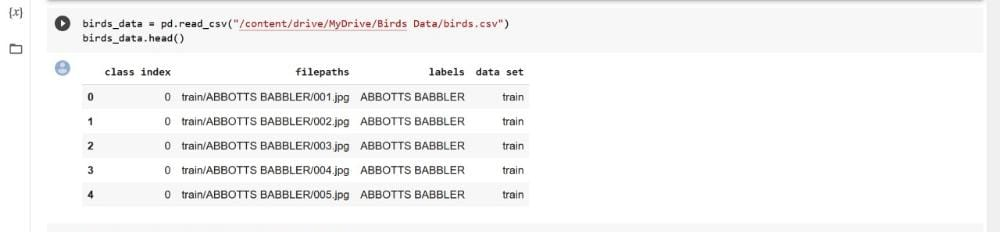 {x}
birds_data = pd.read_csv("/content/drive/MyDrive/Birds Data/birds.csv")
birds_data.head()
class index filepaths labels data set
0 0 train/ABBOTTS BABBLER/001.jpg ABBOTTS BABBLER train
1 0 train/ABBOTTS BABBLER/002.jpg ABBOTTS BABBLER train
2 0 train/ABBOTTS BABBLER/003.jpg ABBOTTS BABBLER train
3 0 train/ABBOTTS BABBLER/004.jpg ABBOTTS BABBLER train
4 0 train/ABBOTTS BABBLER/005.jpg ABBOTTS BABBLER train